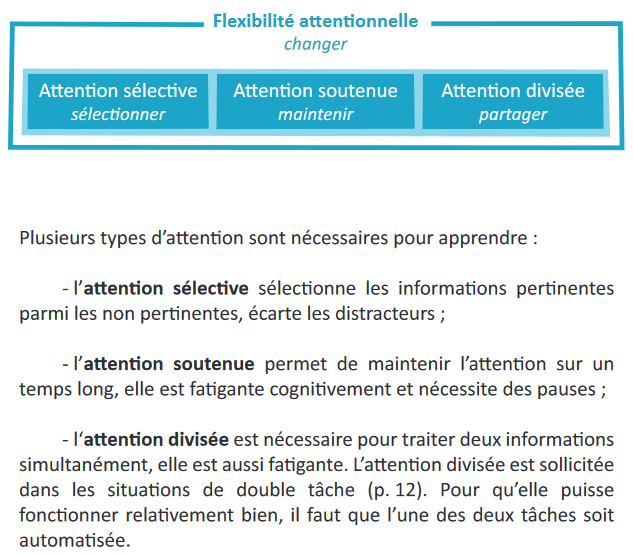 Flexibilité attentionnelle
changer
Attention sélective
sélectionner
Attention soutenue
maintenir
Attention divisée
partager
Plusieurs types d’attention sont nécessaires pour apprendre :
- l’attention sélective sélectionne les informations pertinentes
parmi les non pertinentes, écarte les distracteurs ;
- l’attention soutenue permet de maintenir l’attention sur un
temps long, elle est fatigante cognitivement et nécessite des pauses ;
- l‘attention divisée est nécessaire pour traiter deux informations
simultanément, elle est aussi fatigante. L’attention divisée est sollicitée
dans les situations de double tâche (p. 12). Pour qu’elle puisse
fonctionner relativement bien, il faut que l’une des deux tâches soit
automatisée.